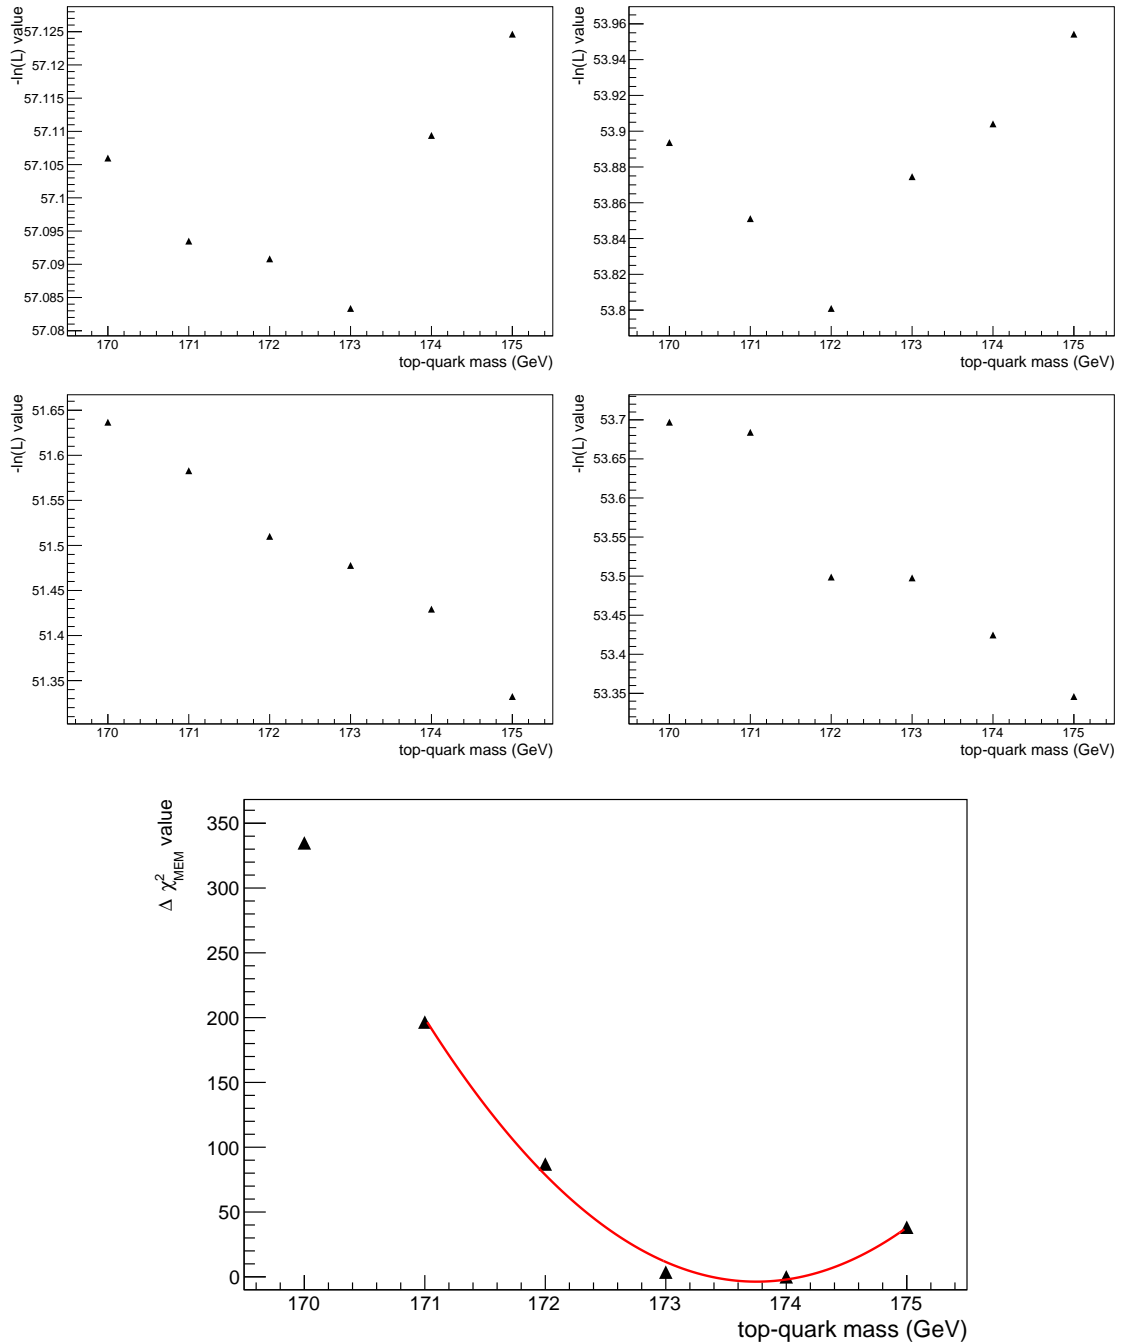 -ln(L) value
57.125
57.12
57.115
57.11
57.105
57.1
57.095
57.09
57.085
57.08
170 171 172 173 174 175
top-quark mass (GeV)
-ln(L) value
53.96
53.94
53.92
53.9
53.88
53.86
53.84
53.82
53.8
170 171 172 173 174 175
top-quark mass (GeV)
-ln(L) value
51.65
51.6
51.55
51.5
51.45
51.4
51.35
170 171 172 173 174 175
top-quark mass (GeV)
-ln(L) value
53.7
53.65
53.6
53.55
53.5
53.45
53.4
53.35
170 171 172 173 174 175
top-quark mass (GeV)
Δ χ²_MEM value
350
300
250
200
150
100
50
0
170 171 172 173 174 175
top-quark mass (GeV)